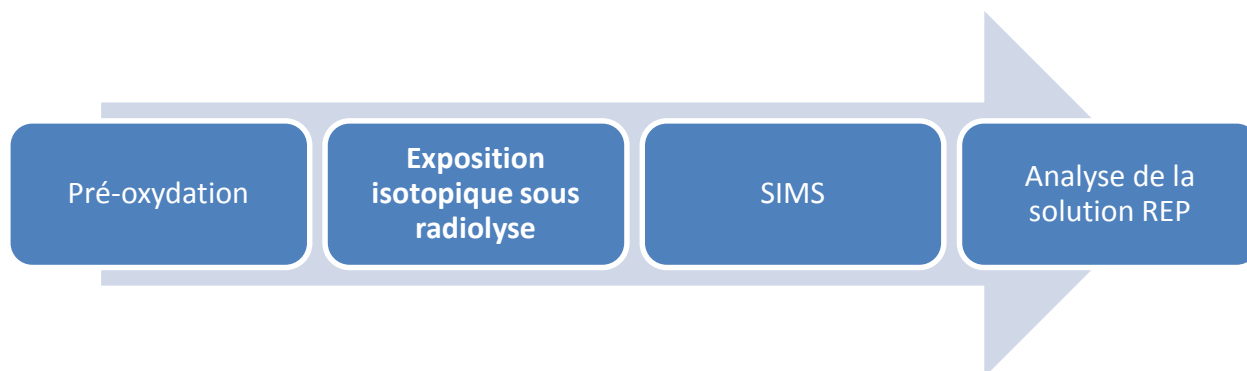 Pré-oxydation
Exposition
isotopique sous
radiolyse
SIMS
Analyse de la
solution REP